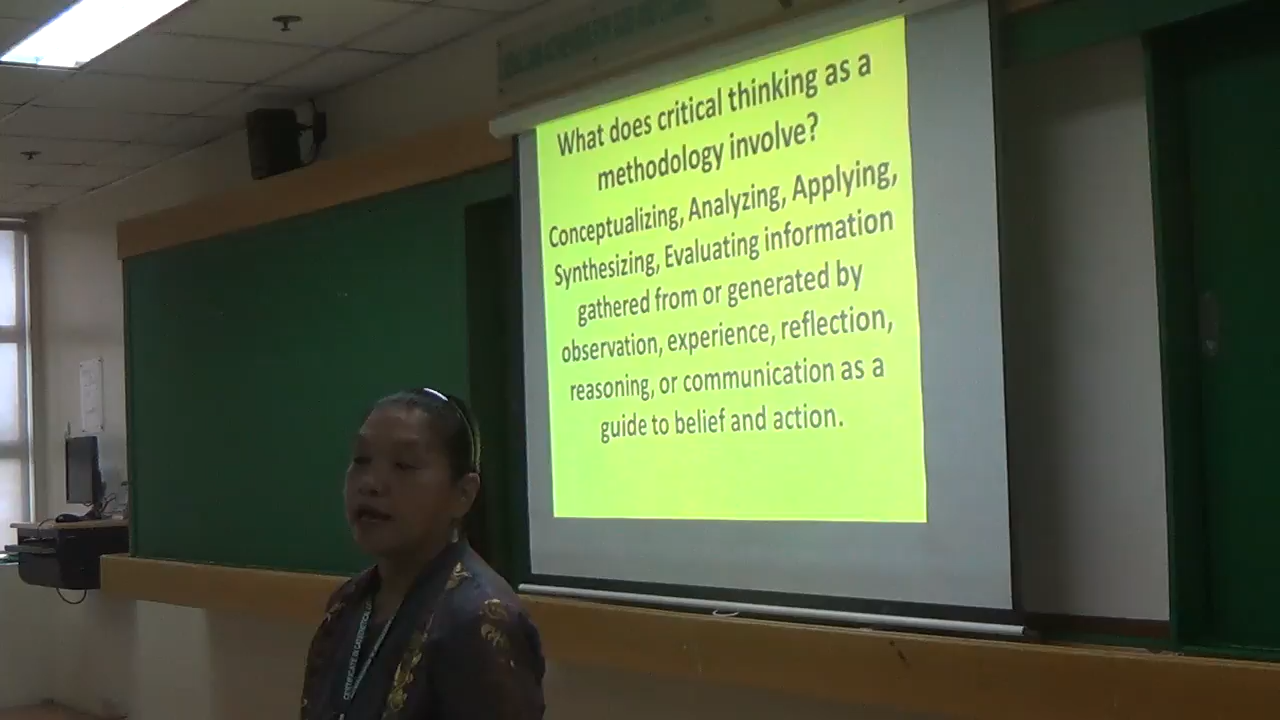 What does critical thinking as a
methodology involve?
Conceptualizing, Analyzing, Applying,
Synthesizing, Evaluating information
gathered from or generated by
observation, experience, reflection,
reasoning, or communication as a
guide to belief and action.